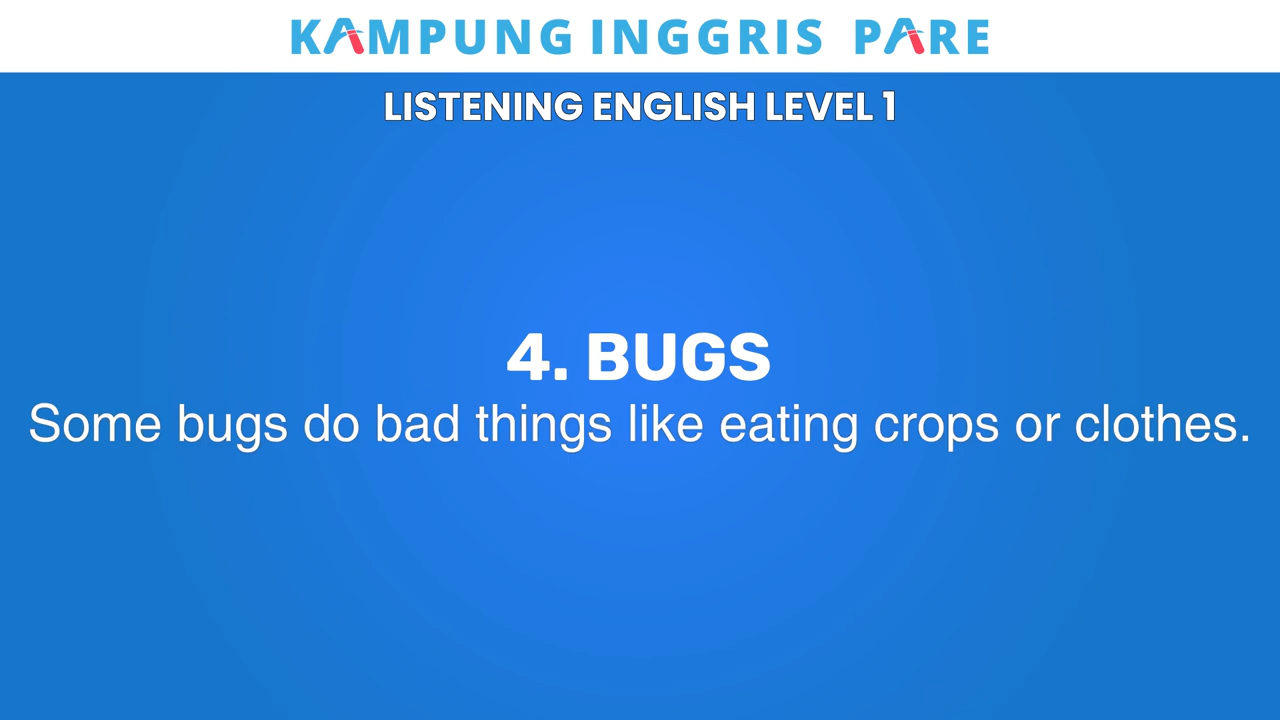 KAMPUNG INGGRIS PARE
LISTENING ENGLISH LEVEL 1
4. BUGS
Some bugs do bad things like eating crops or clothes.